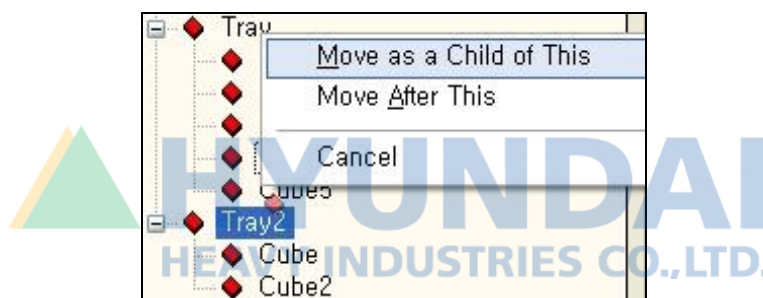 Tray
Move as a Child of This
Move After This
Cancel
Cube5
Tray2
Cube
Cube2
HYUNDAI
HEAVY INDUSTRIES CO.,LTD.